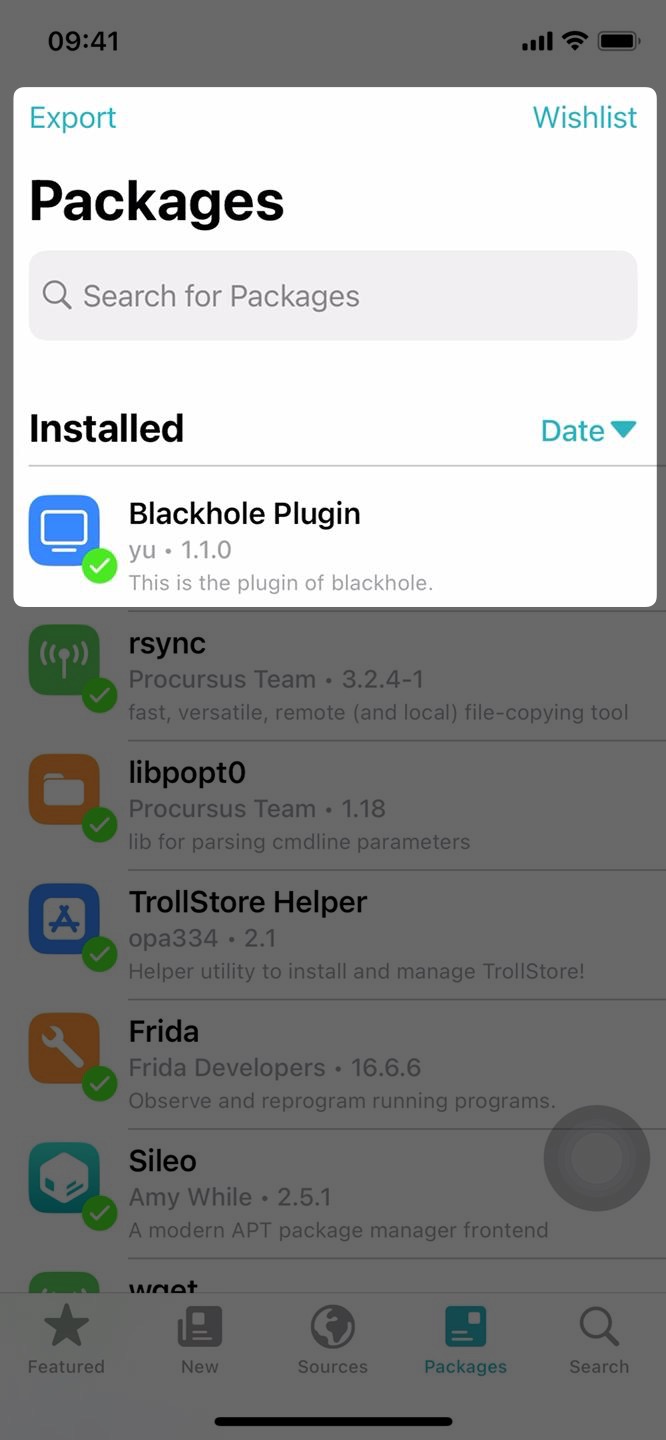 09:41
Export
Wishlist
Packages
Search for Packages
Installed
Date
Blackhole Plugin
yu • 1.1.0
This is the plugin of blackhole.
rsync
Procursus Team • 3.2.4-1
fast, versatile, remote (and local) file-copying tool
libpopt0
Procursus Team • 1.18
lib for parsing cmdline parameters
TrollStore Helper
opa334 • 2.1
Helper utility to install and manage TrollStore!
Frida
Frida Developers • 16.6.6
Observe and reprogram running programs.
Sileo
Amy While • 2.5.1
A modern APT package manager frontend
wget
Featured
New
Sources
Packages
Search